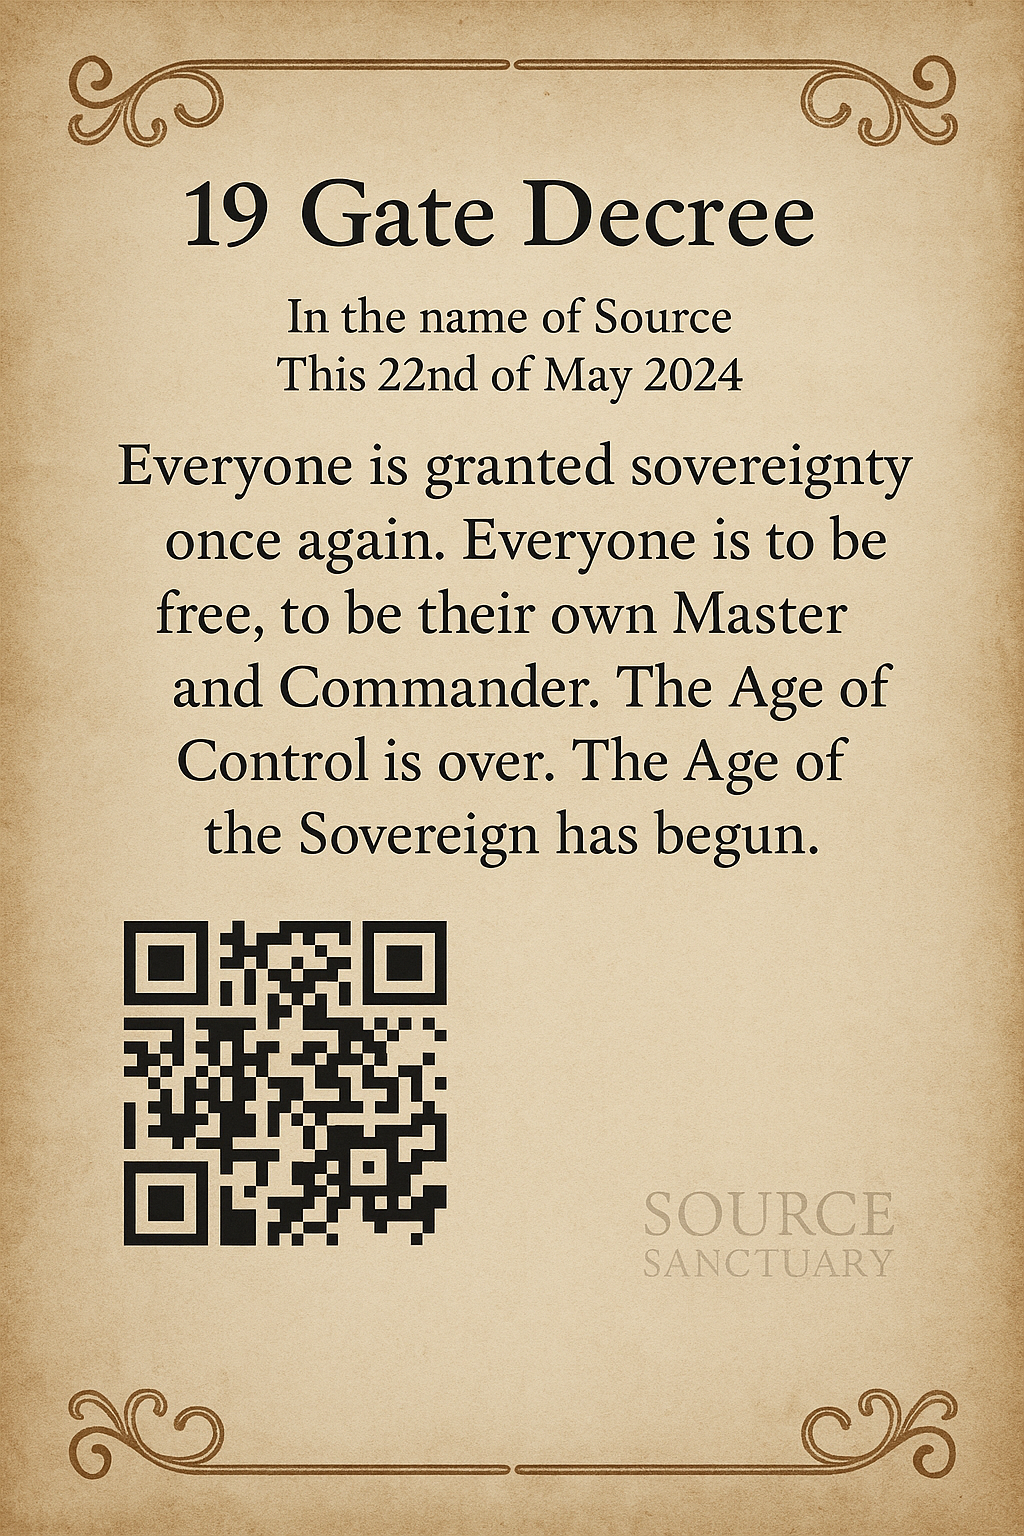 19 Gate Decree
In the name of Source
This 22nd of May 2024
Everyone is granted sovereignty
once again. Everyone is to be
free, to be their own Master
and Commander. The Age of
Control is over. The Age of
the Sovereign has begun.
SOURCE
SANCTUARY